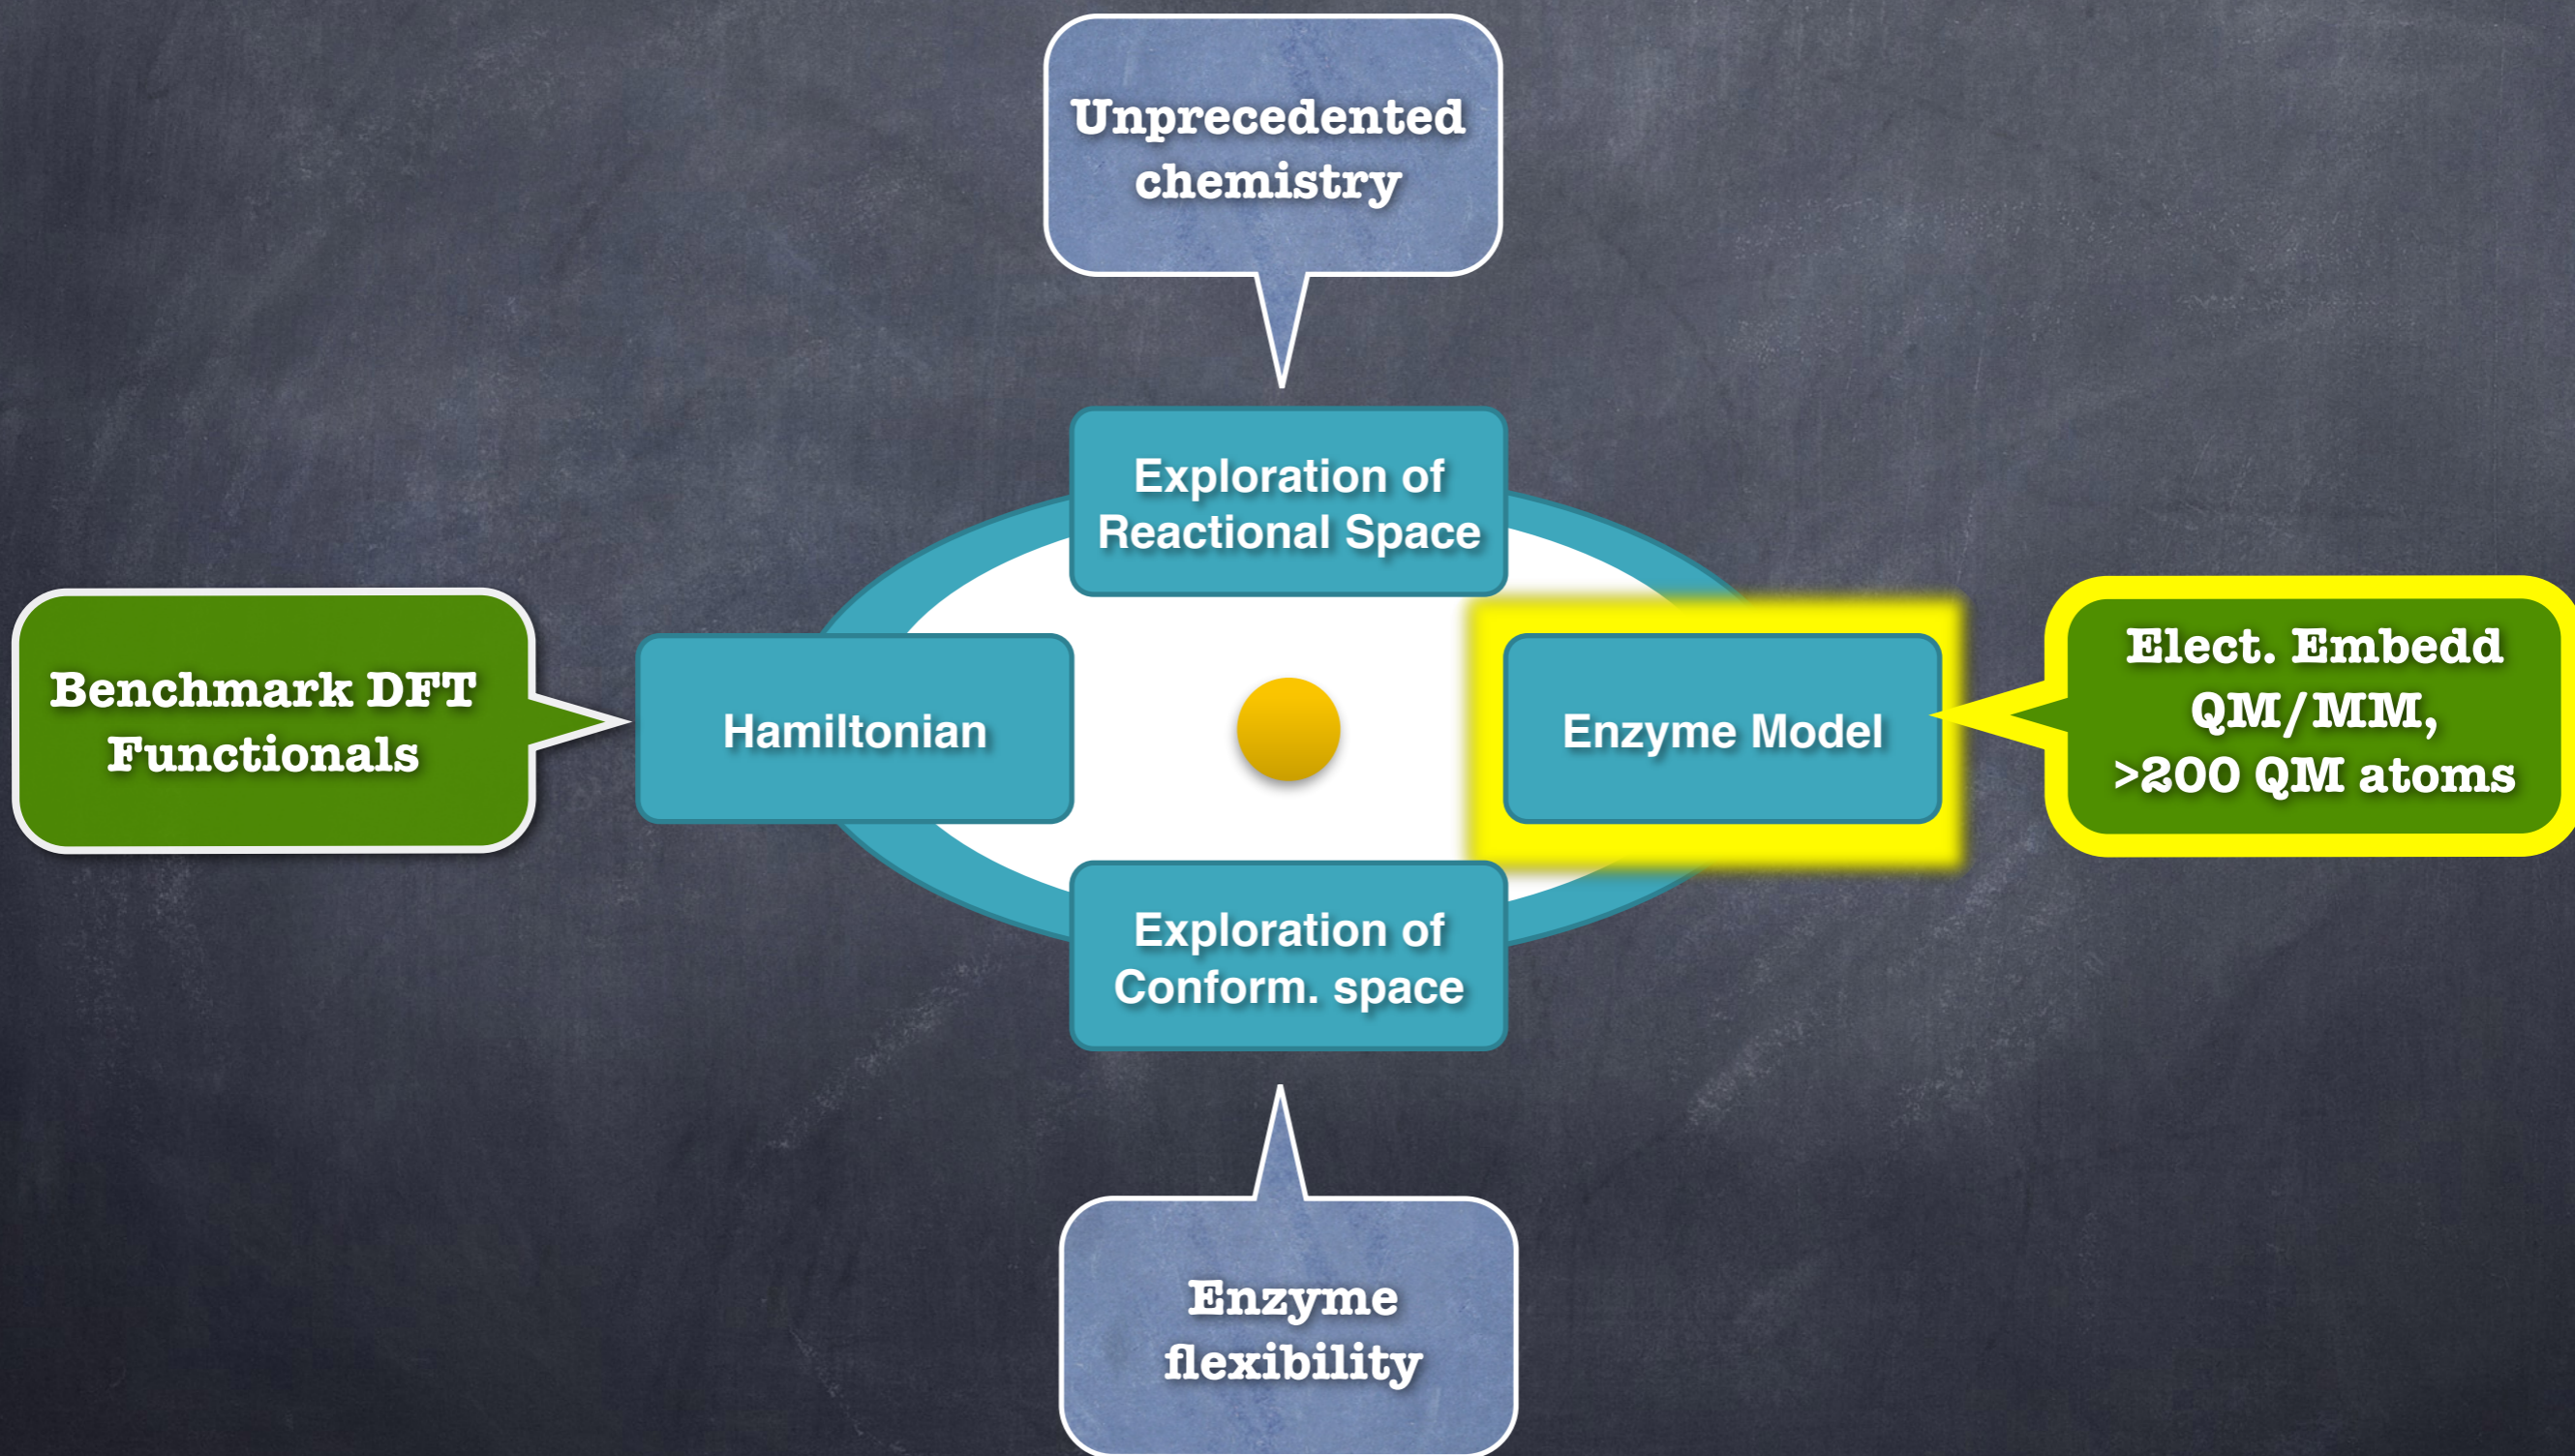 Unprecedented
chemistry
Exploration of
Reactional Space
Benchmark DFT
Functionals
Hamiltonian
Enzyme Model
Elect. Embedd
QM/MM,
>200 QM atoms
Exploration of
Conform. space
Enzyme
flexibility